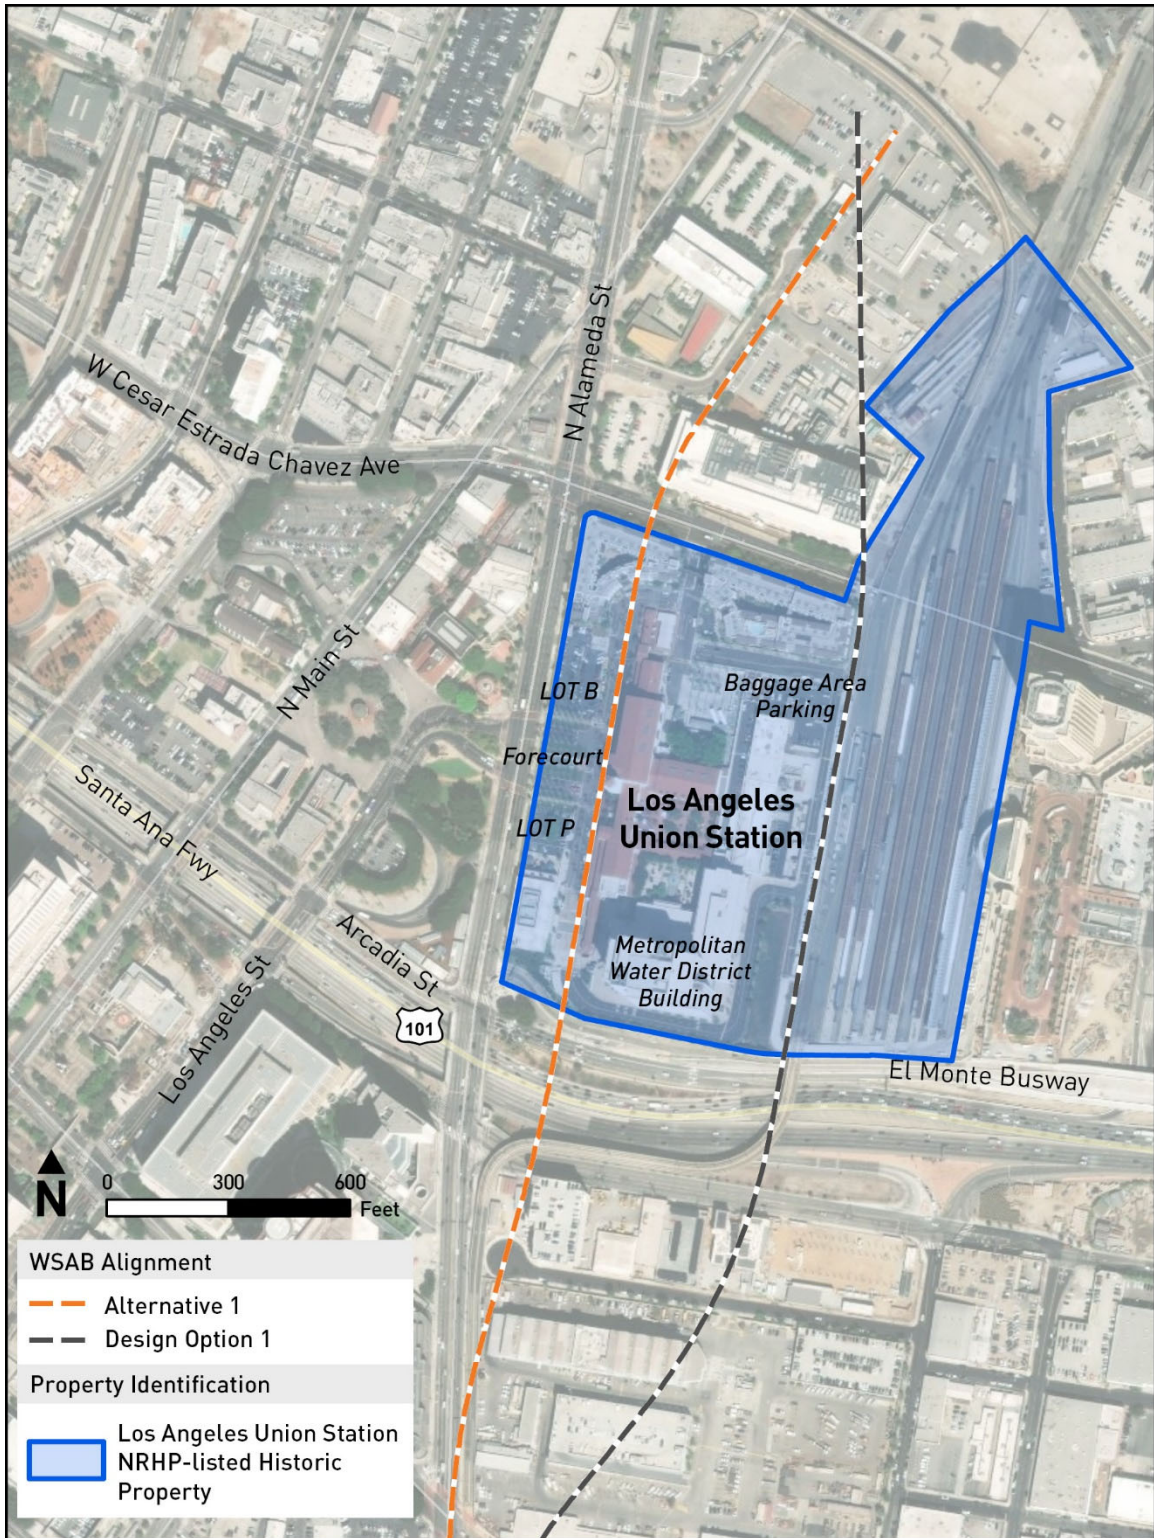 N Alameda St
W Cesar Estrada Chavez Ave
N Main St
LOT B
Baggage Area
Parking
Forecourt
Santa Ana Fwy
LOT P
Los Angeles
Union Station
Arcadia St
Metropolitan
Water District
Building
Los Angeles St
101
El Monte Busway
N
0 300 600
Feet
WSAB Alignment
Alternative 1
Design Option 1
Property Identification
Los Angeles Union Station
NRHP-listed Historic
Property